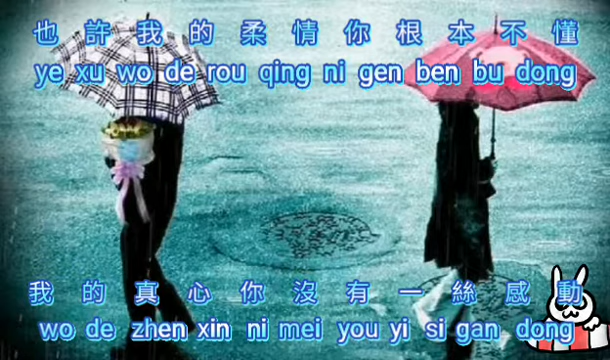 也許我的柔情你根本不懂
ye xu wo de rou qing ni gen ben bu dong
我的真心你沒有一絲感動
wo de zhen xin ni mei you yi si gan dong